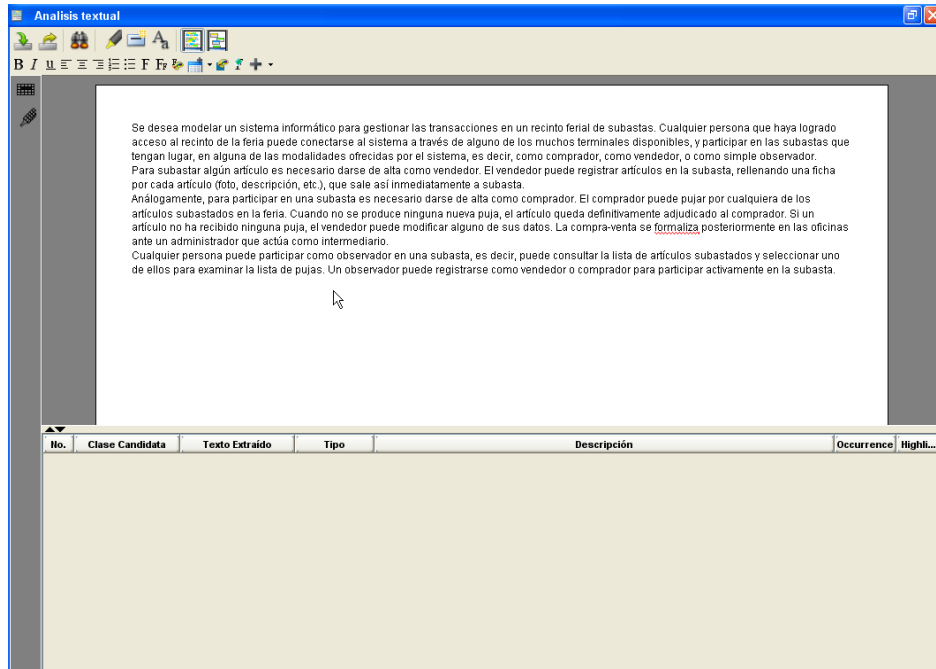 Analisis textual
B I u F FF
Se desea modelar un sistema informático para gestionar las transacciones en un recinto ferial de subastas. Cualquier persona que haya logrado
acceso al recinto de la feria puede conectarse al sistema a través de alguno de los muchos terminales disponibles, y participar en las subastas que
tengan lugar, en alguna de las modalidades ofrecidas por el sistema, es decir, como comprador, como vendedor, o como simple observador.
Para subastar algún artículo es necesario darse de alta como vendedor. El vendedor puede registrar artículos en la subasta, rellenando una ficha
por cada artículo (foto, descripción, etc.), que sale así inmediatamente a subasta.
Análogamente, para participar en una subasta es necesario darse de alta como comprador. El comprador puede pujar por cualquiera de los
artículos subastados en la feria. Cuando no se produce ninguna nueva puja, el artículo queda definitivamente adjudicado al comprador. Si un
artículo no ha recibido ninguna puja, el vendedor puede modificar alguno de sus datos. La compra-venta se formaliza posteriormente en las oficinas
ante un administrador que actúa como intermediario.
Cualquier persona puede participar como observador en una subasta, es decir, puede consultar la lista de artículos subastados y seleccionar uno
de ellos para examinar la lista de pujas. Un observador puede registrarse como vendedor o comprador para participar activamente en la subasta.
No. Clase Candidata Texto Extraído Tipo Descripción Occurrence Highli...